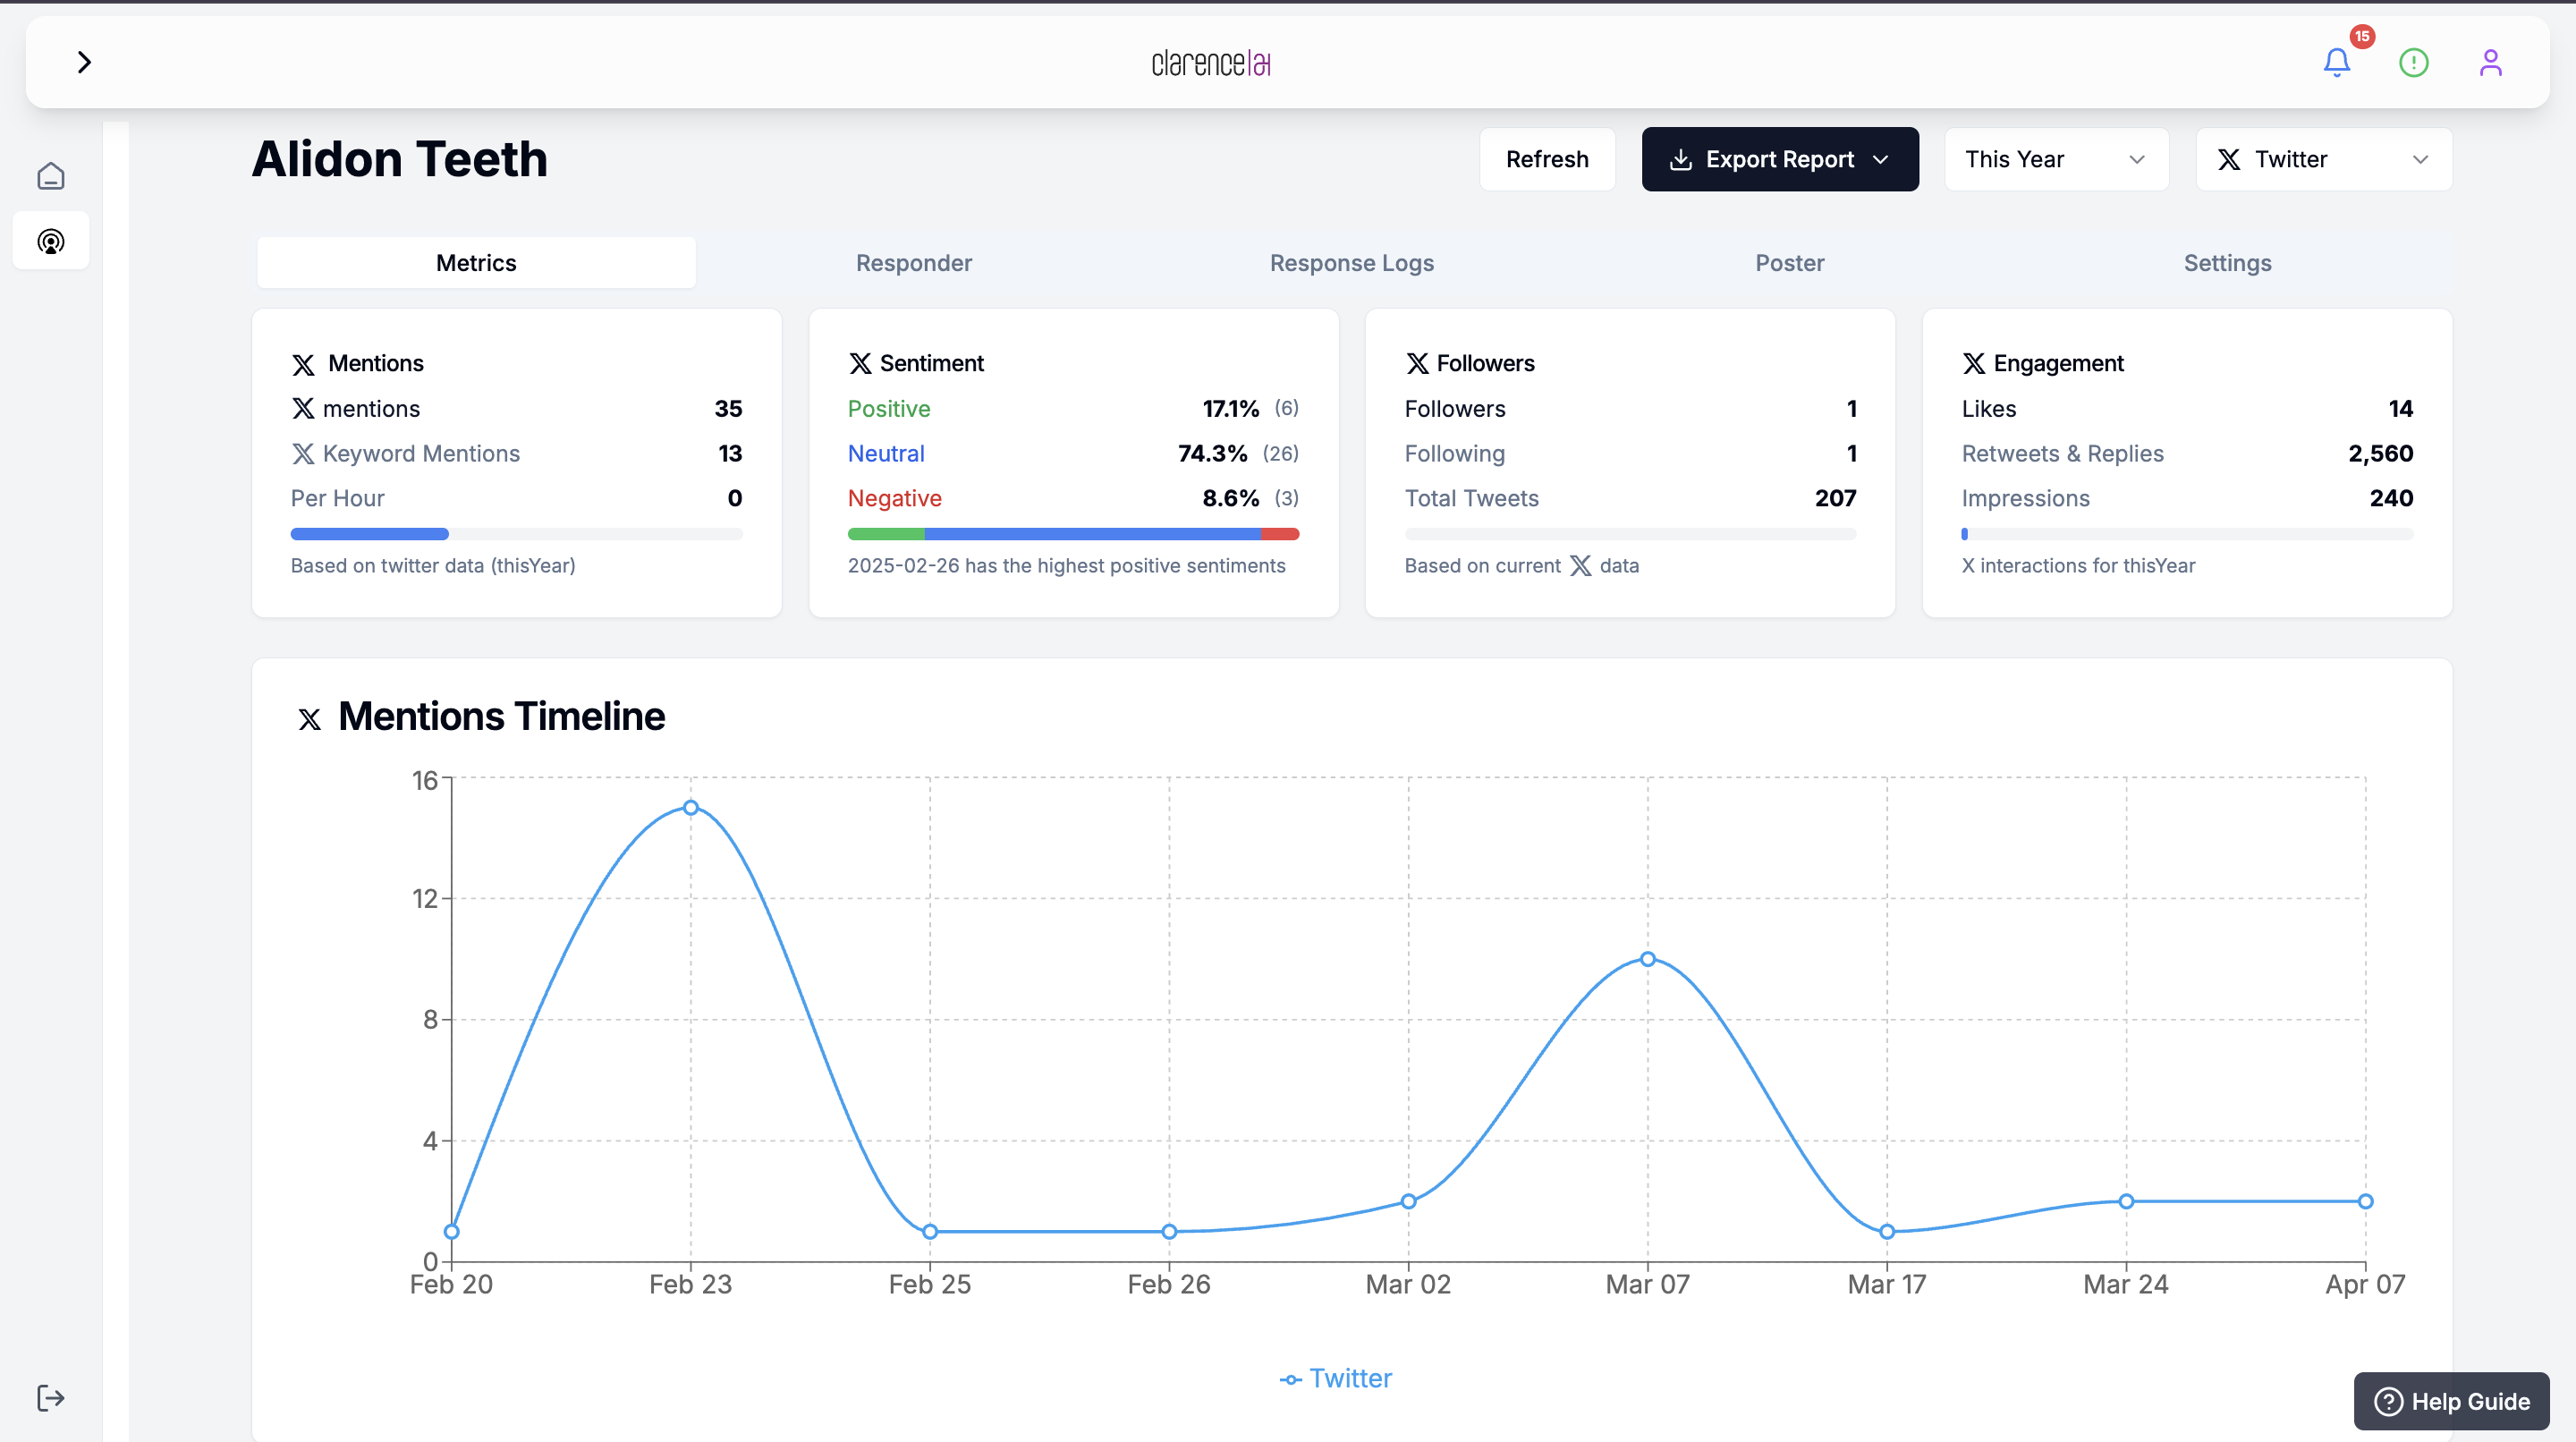 clarence|aı
15
Alidon Teeth
Refresh
Export Report
This Year
Twitter
Metrics
Responder
Response Logs
Poster
Settings
Mentions
mentions 35
Keyword Mentions 13
Per Hour 0
Based on twitter data (thisYear)
Sentiment
Positive 17.1% (6)
Neutral 74.3% (26)
Negative 8.6% (3)
2025-02-26 has the highest positive sentiments
Followers
Followers 1
Following 1
Total Tweets 207
Based on current X data
Engagement
Likes 14
Retweets & Replies 2,560
Impressions 240
X interactions for thisYear
Mentions Timeline
16
12
8
4
0
Feb 20 Feb 23 Feb 25 Feb 26 Mar 02 Mar 07 Mar 17 Mar 24 Apr 07
Twitter
Help Guide